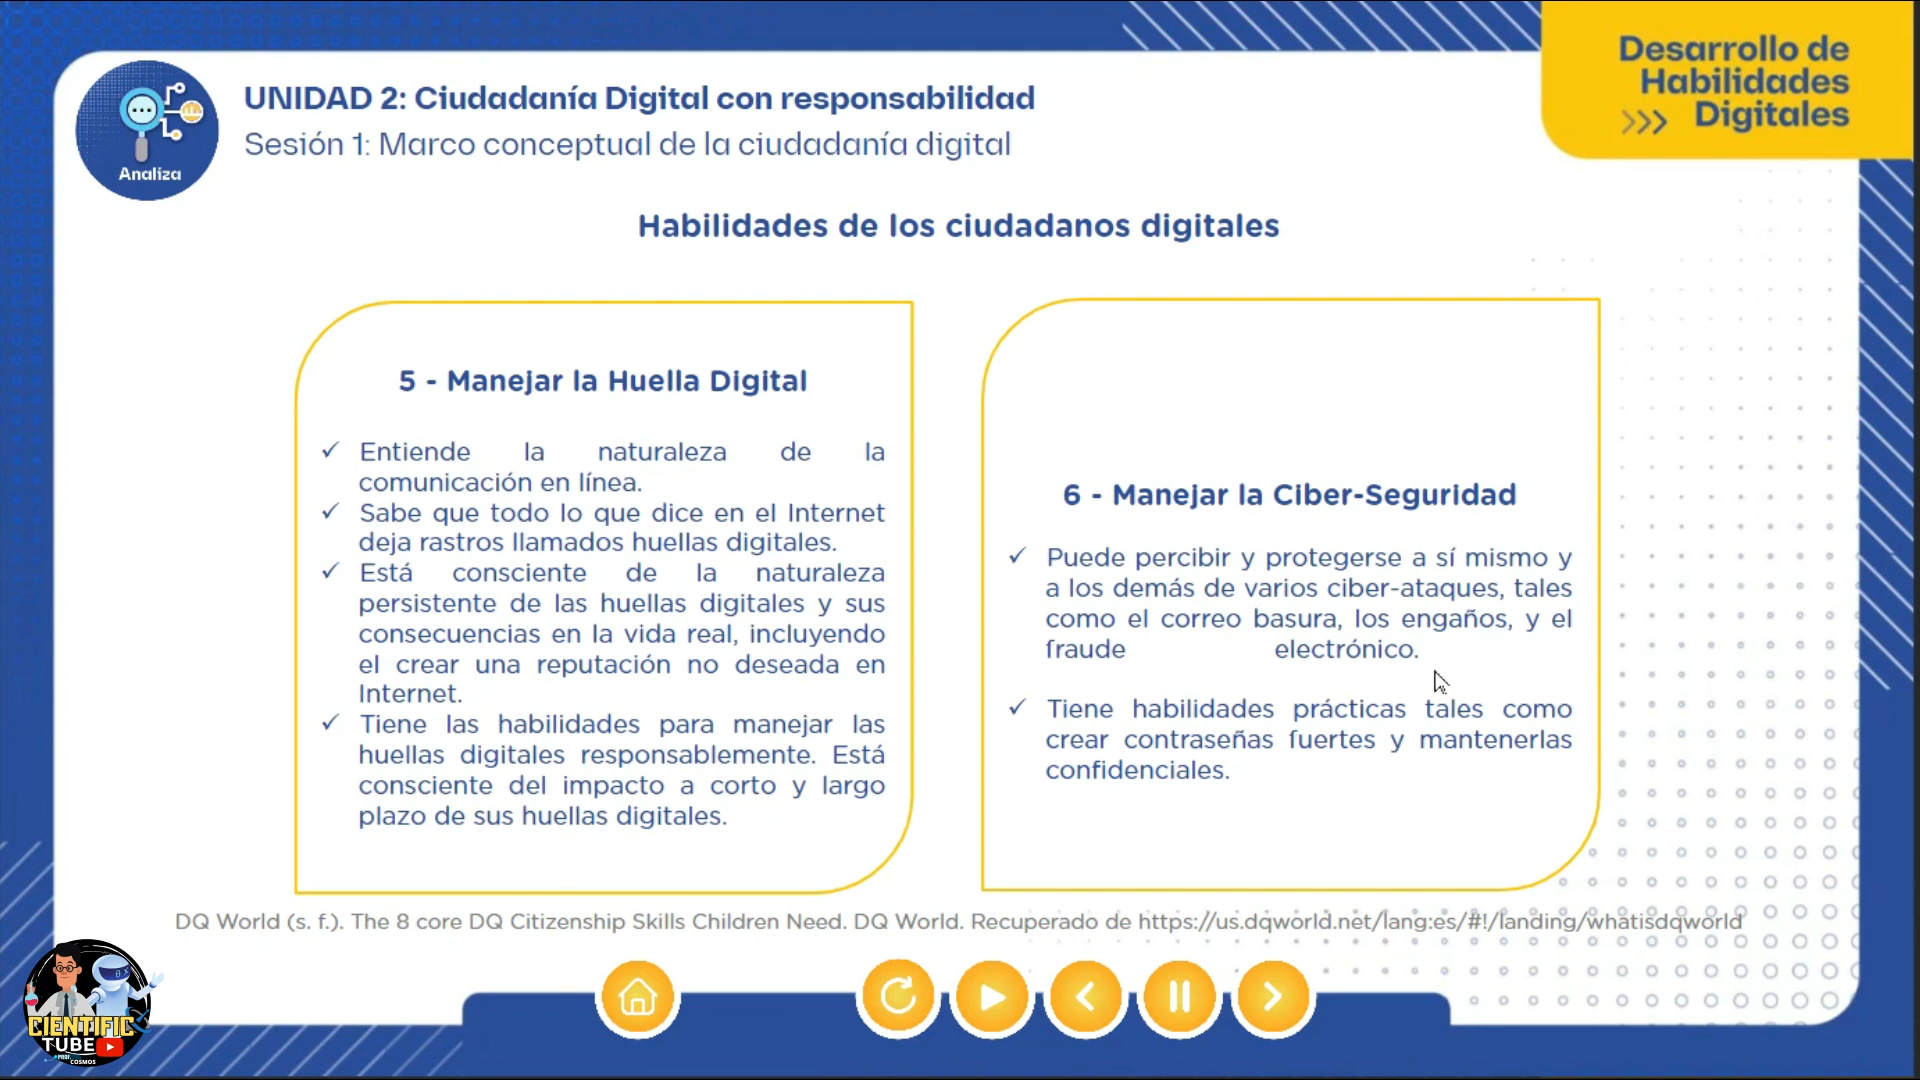 Desarrollo de
Habilidades
Digitales
UNIDAD 2: Ciudadanía Digital con responsabilidad
Sesión 1: Marco conceptual de la ciudadanía digital
Analiza
Habilidades de los ciudadanos digitales
5 - Manejar la Huella Digital
✓ Entiende la naturaleza de la
comunicación en línea.
✓ Sabe que todo lo que dice en el Internet
deja rastros llamados huellas digitales.
✓ Está consciente de la naturaleza
persistente de las huellas digitales y sus
consecuencias en la vida real, incluyendo
el crear una reputación no deseada en
Internet.
✓ Tiene las habilidades para manejar las
huellas digitales responsablemente. Está
consciente del impacto a corto y largo
plazo de sus huellas digitales.
6 - Manejar la Ciber-Seguridad
✓ Puede percibir y protegerse a sí mismo y
a los demás de varios ciber-ataques, tales
como el correo basura, los engaños, y el
fraude electrónico.
✓ Tiene habilidades prácticas tales como
crear contraseñas fuertes y mantenerlas
confidenciales.
DQ World (s. f.). The 8 core DQ Citizenship Skills Children Need. DQ World. Recuperado de https://us.dqworld.net/lang:es/#!/landing/whatisdqworld
CIENTIFIC
TUBE
PROF
COSMOS